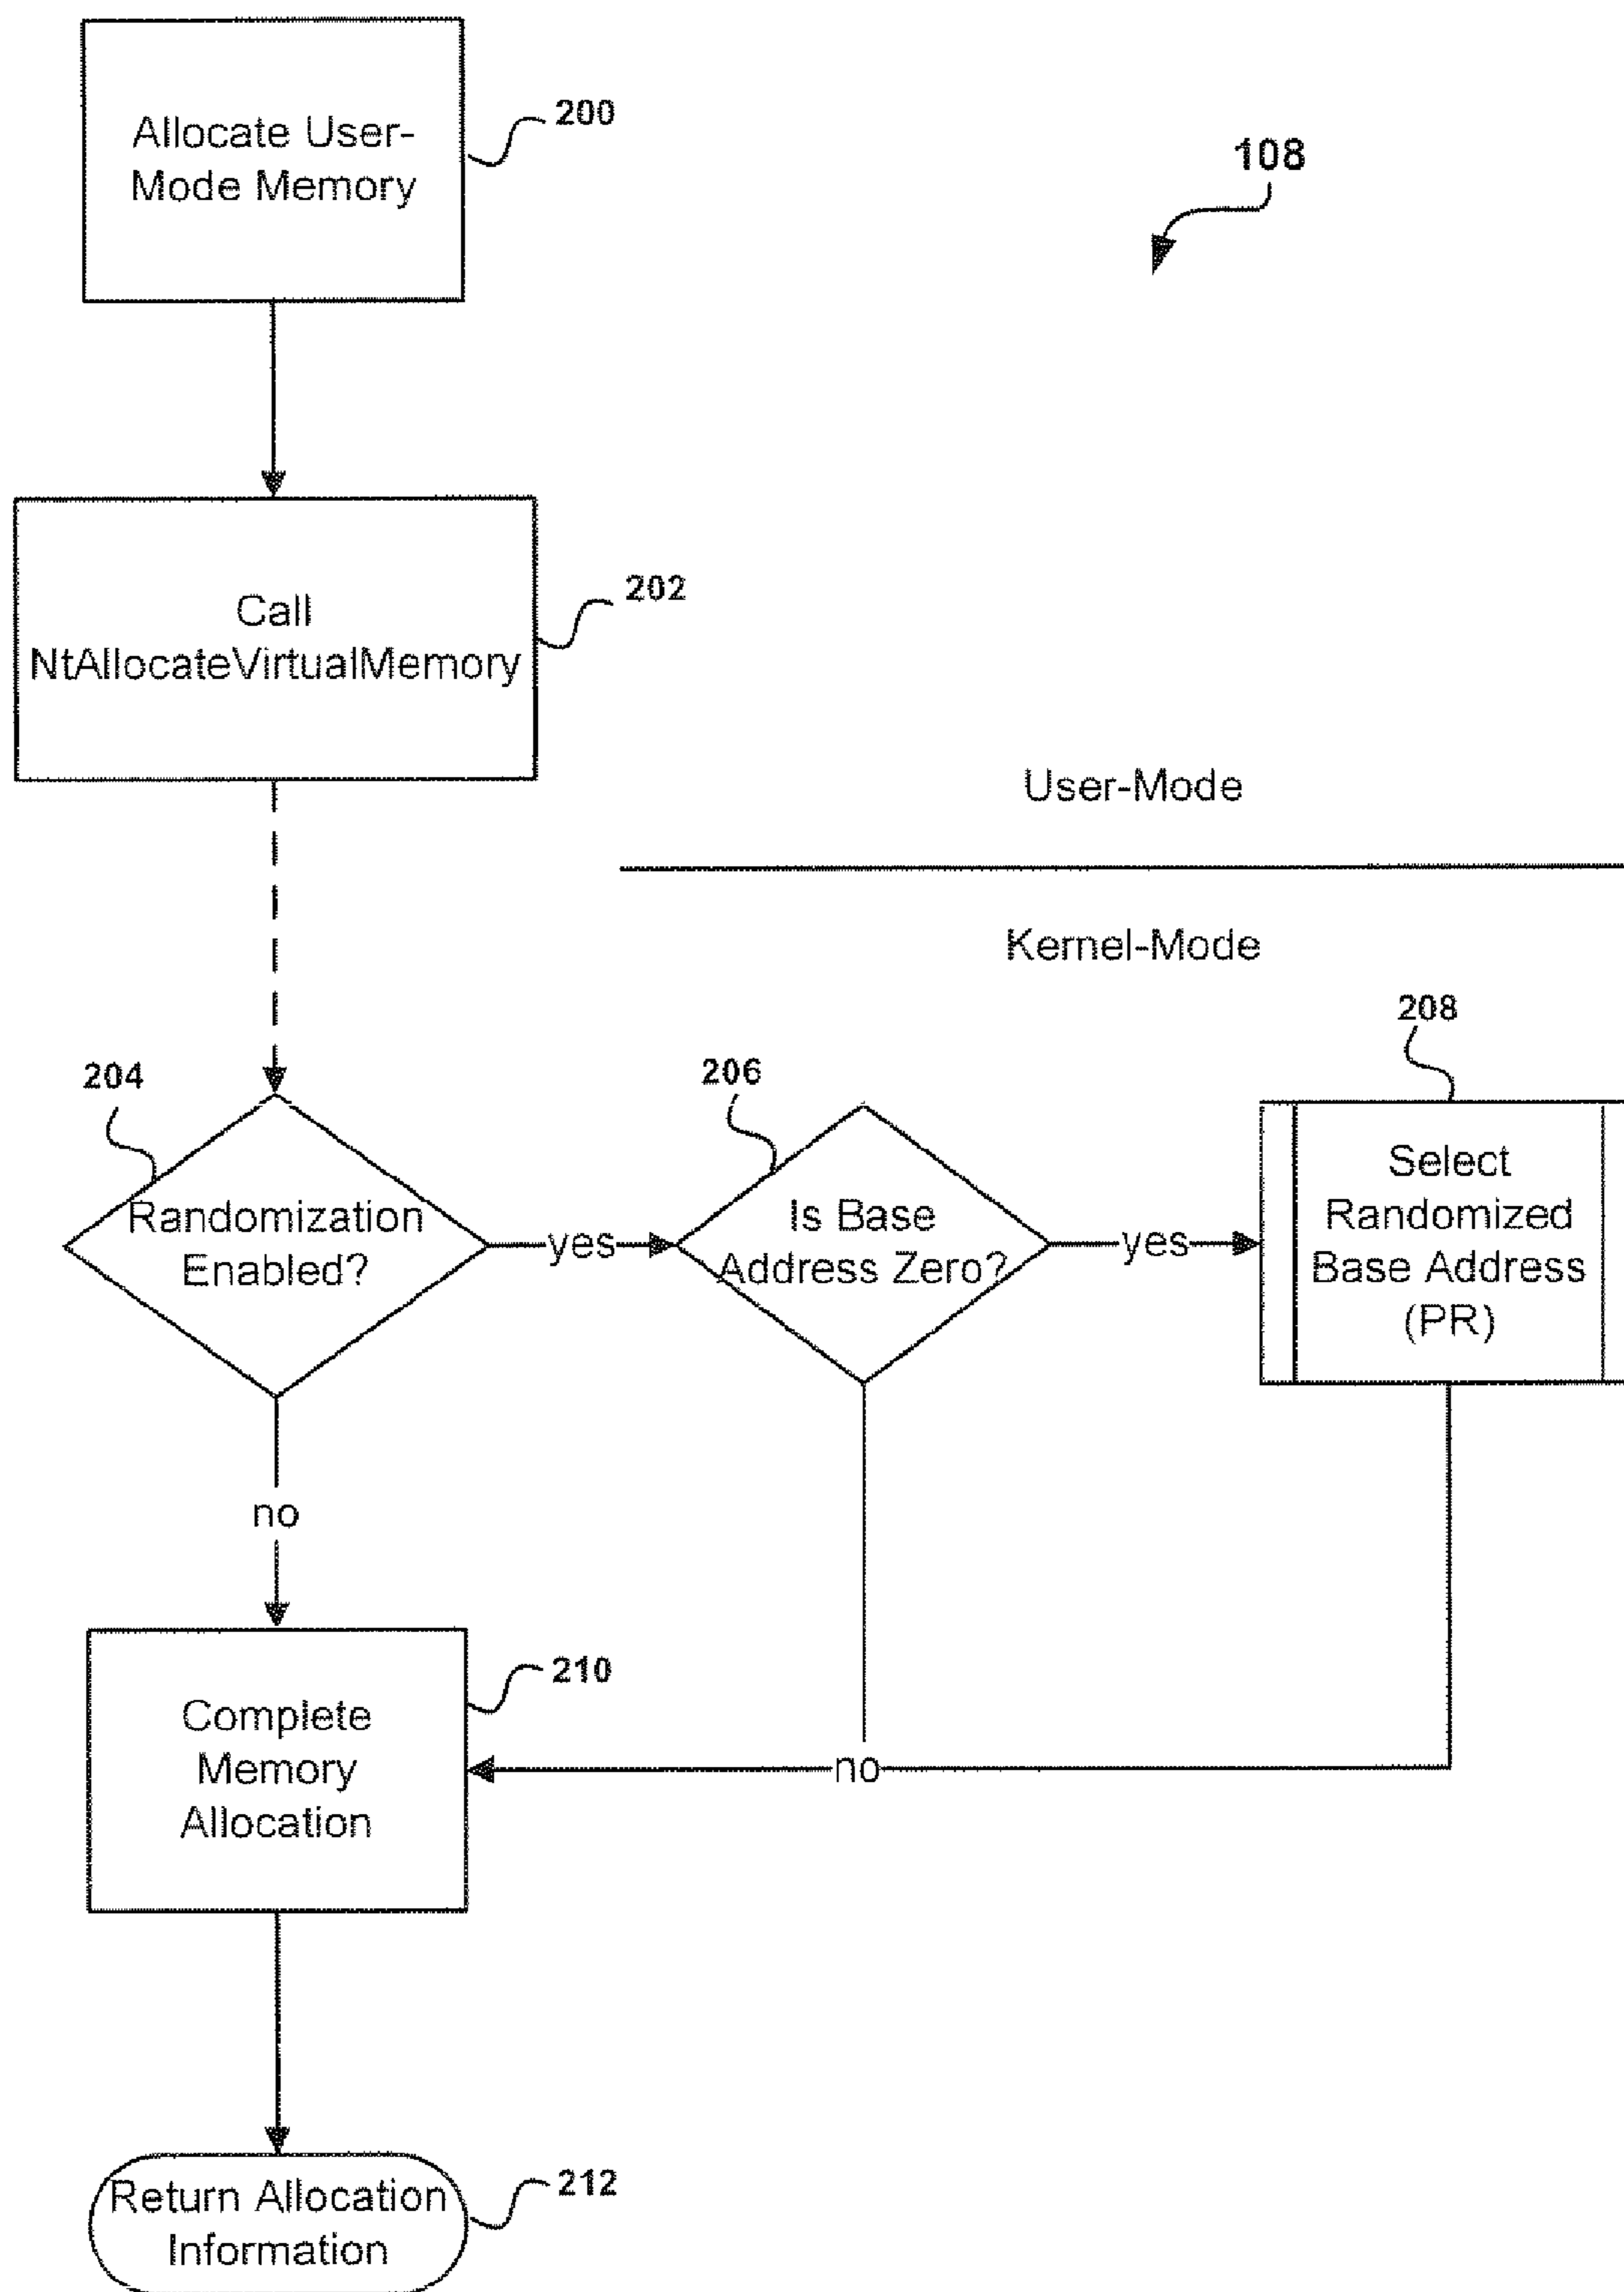 Allocate User-
Mode Memory
200
108
Call
NtAllocateVirtualMemory
202
User-Mode
Kernel-Mode
204
Randomization
Enabled?
yes
206
Is Base
Address Zero?
yes
208
Select
Randomized
Base Address
(PR)
no
no
Complete
Memory
Allocation
210
Return Allocation
Information
212